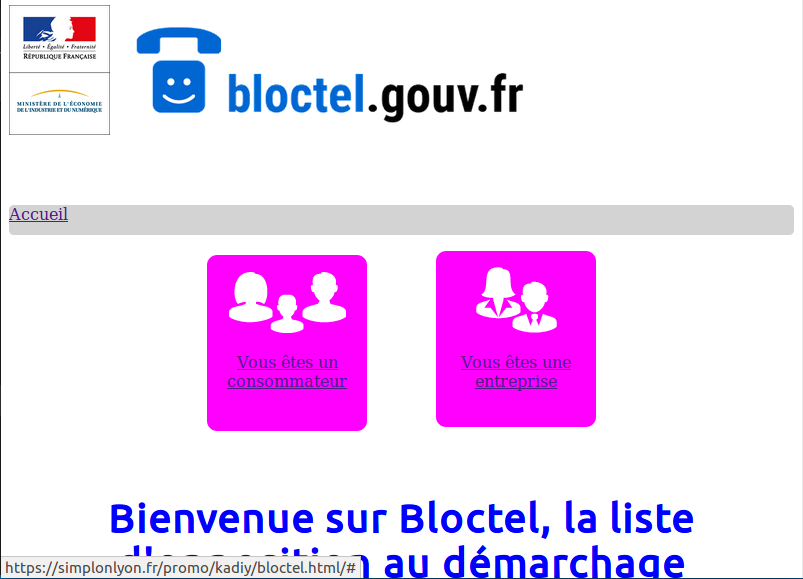 Liberté • Égalité • Fraternité
RÉPUBLIQUE FRANÇAISE
MINISTÈRE DE L'ÉCONOMIE
DE L'INDUSTRIE ET DU NUMÉRIQUE
bloctel.gouv.fr
Accueil
Vous êtes un
consommateur
Vous êtes une
entreprise
Bienvenue sur Bloctel, la liste
d'opposition au démarchage
https://simplonlyon.fr/promo/kadiy/bloctel.html/#